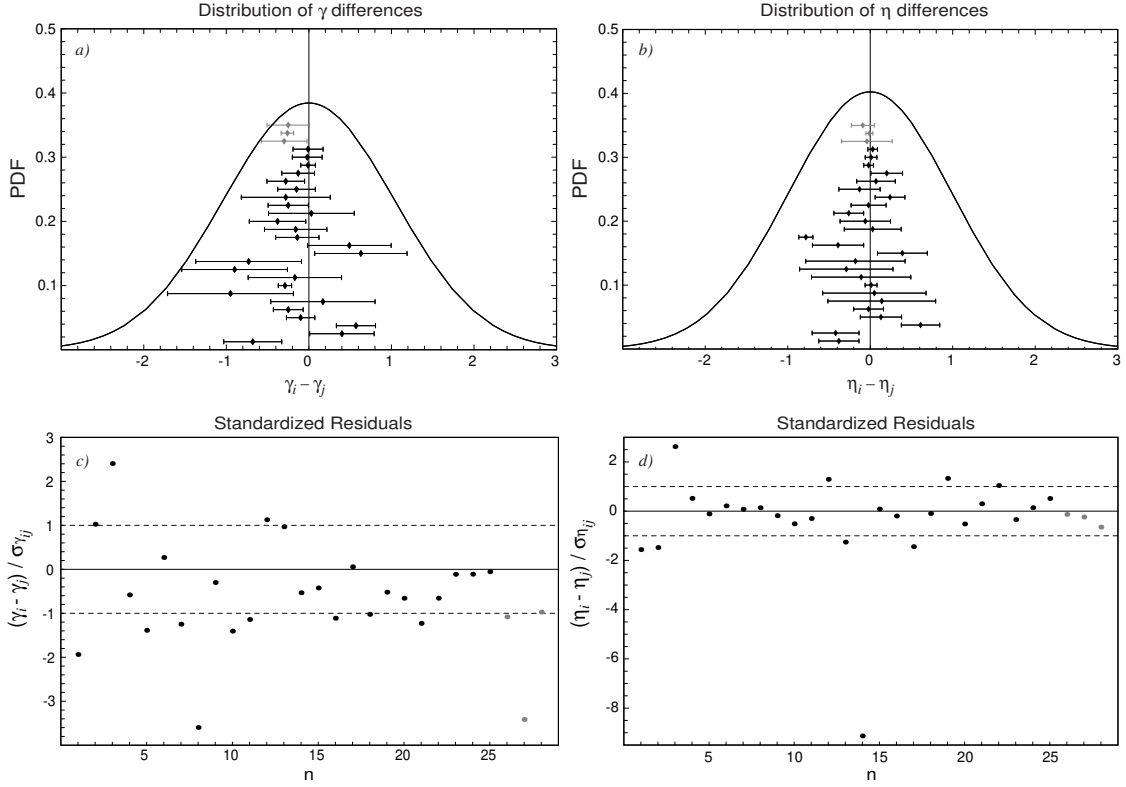 Distribution of γ differences
a)
PDF
0.5
0.4
0.3
0.2
0.1
-2
-1
0
1
2
3
γi – γj
Distribution of η differences
b)
PDF
0.5
0.4
0.3
0.2
0.1
-2
-1
0
1
2
3
ηi – ηj
Standardized Residuals
c)
(γi - γj) / σγij
3
2
1
0
-1
-2
-3
5
10
15
20
25
n
Standardized Residuals
d)
(ηi - ηj) / σηij
2
0
-2
-4
-6
-8
5
10
15
20
25
n